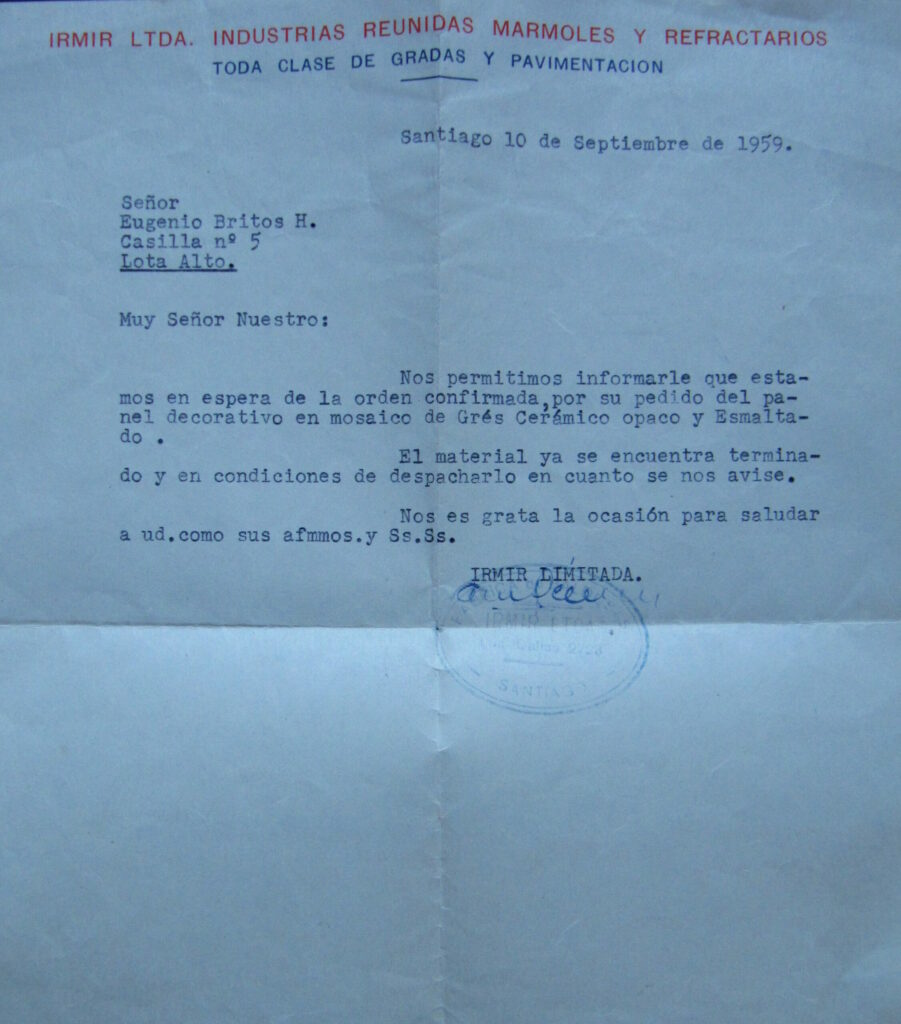 IRMIR LTDA. INDUSTRIAS REUNIDAS MARMOLES Y REFRACTARIOS
TODA CLASE DE GRADAS Y PAVIMENTACION
Santiago 10 de Septiembre de 1959.
Señor
Eugenio Britos H.
Casilla nº 5
Lota Alto.
Muy Señor Nuestro:
Nos permitimos informarle que esta-
mos en espera de la orden confirmada,por su pedido del pa-
nel decorativo en mosaico de Grés Cerámico opaco y Esmalta-
do .
El material ya se encuentra termina-
do y en condiciones de despacharlo en cuanto se nos avise.
Nos es grata la ocasión para saludar
a ud.como sus afmmos.y Ss.Ss.
IRMIR LIMITADA.
IRMIR LTDA
SANTIAGO